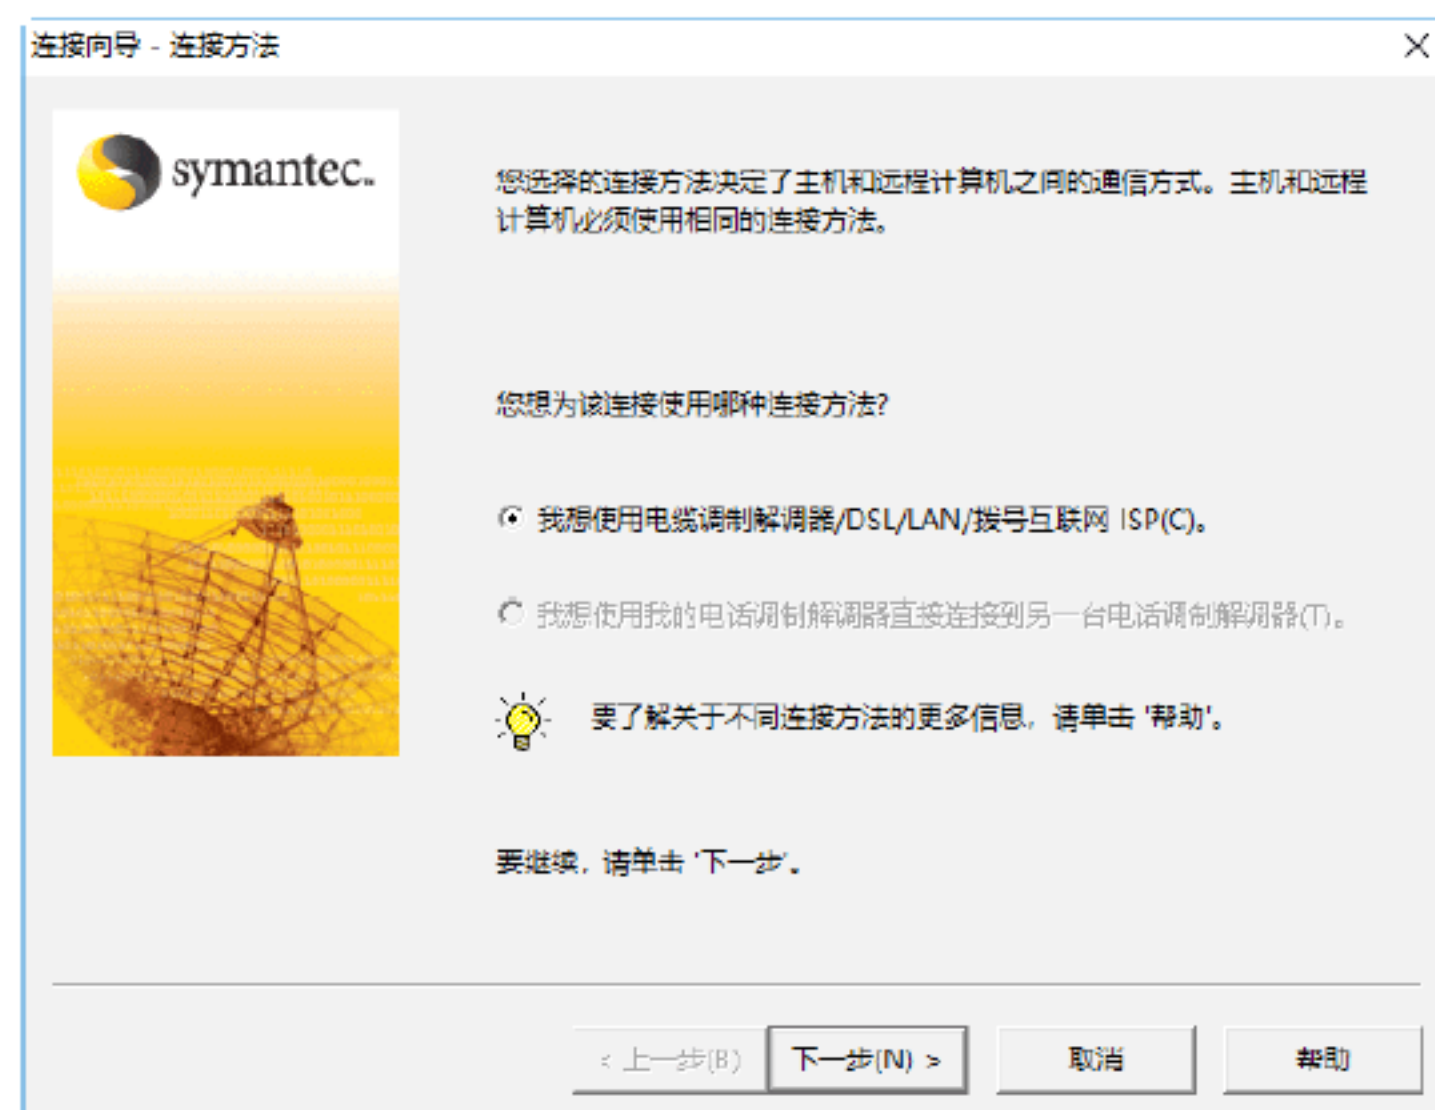 连接向导 - 连接方法
symantec™
您选择的连接方法决定了主机和远程计算机之间的通信方式。主机和远程
计算机必须使用相同的连接方法。
您想为该连接使用哪种连接方法?
我想使用电缆调制解调器/DSL/LAN/拨号互联网 ISP(C)。
我想使用我的电话调制解调器直接连接到另一台电话调制解调器(T)。
要了解关于不同连接方法的更多信息，请单击 '帮助'。
要继续，请单击 '下一步'。
< 上一步(B)
下一步(N) >
取消
帮助